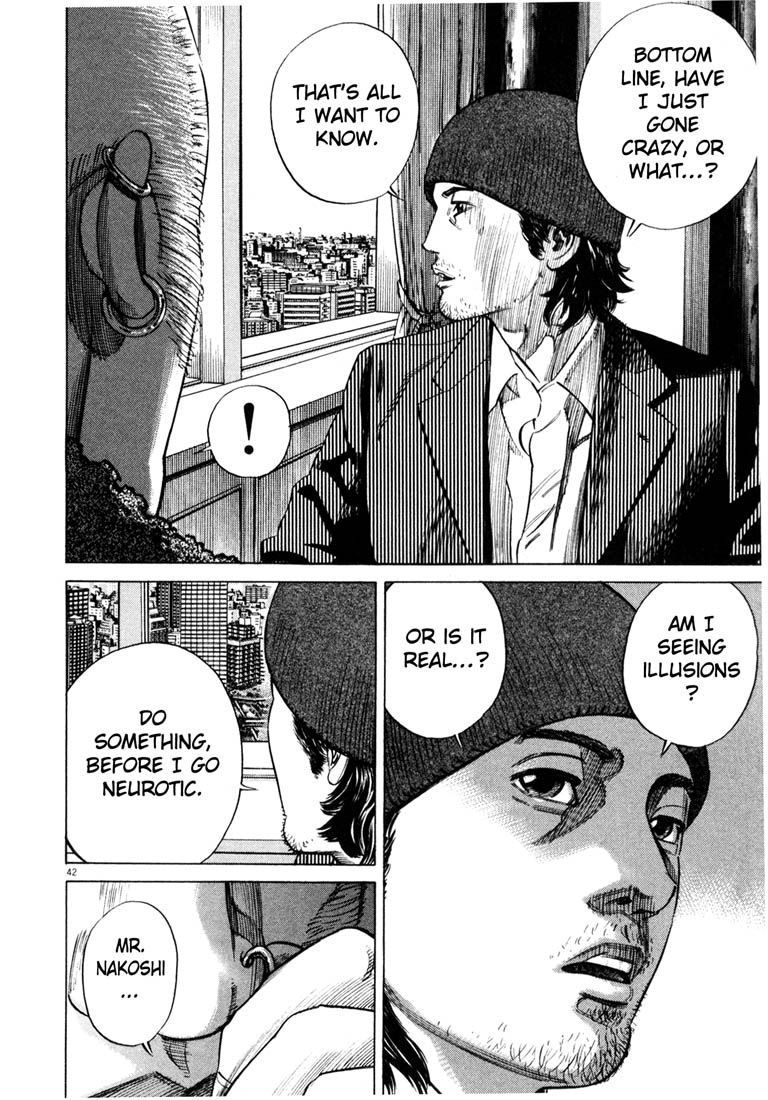 BOTTOM
LINE, HAVE
I JUST
GONE
CRAZY, OR
WHAT...?
THAT'S ALL
I WANT TO
KNOW.
!
AM I
SEEING
ILLUSIONS
?
OR IS IT
REAL...?
DO
SOMETHING,
BEFORE I GO
NEUROTIC.
42
MR.
NAKOSHI
...